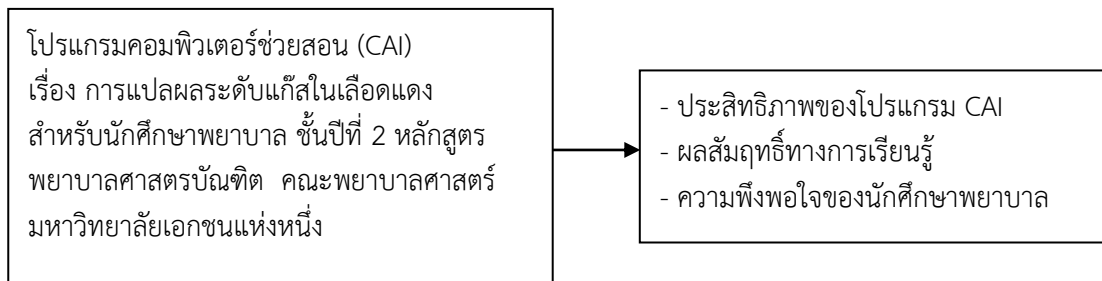 โปรแกรมคอมพิวเตอร์ช่วยสอน (CAI)
เรื่อง การแปลผลระดับแก๊สในเลือดแดง
สำหรับนักศึกษาพยาบาล ชั้นปีที่ 2 หลักสูตร
พยาบาลศาสตรบัณฑิต คณะพยาบาลศาสตร์
มหาวิทยาลัยเอกชนแห่งหนึ่ง
- ประสิทธิภาพของโปรแกรม CAI
- ผลสัมฤทธิ์ทางการเรียนรู้
- ความพึงพอใจของนักศึกษาพยาบาล